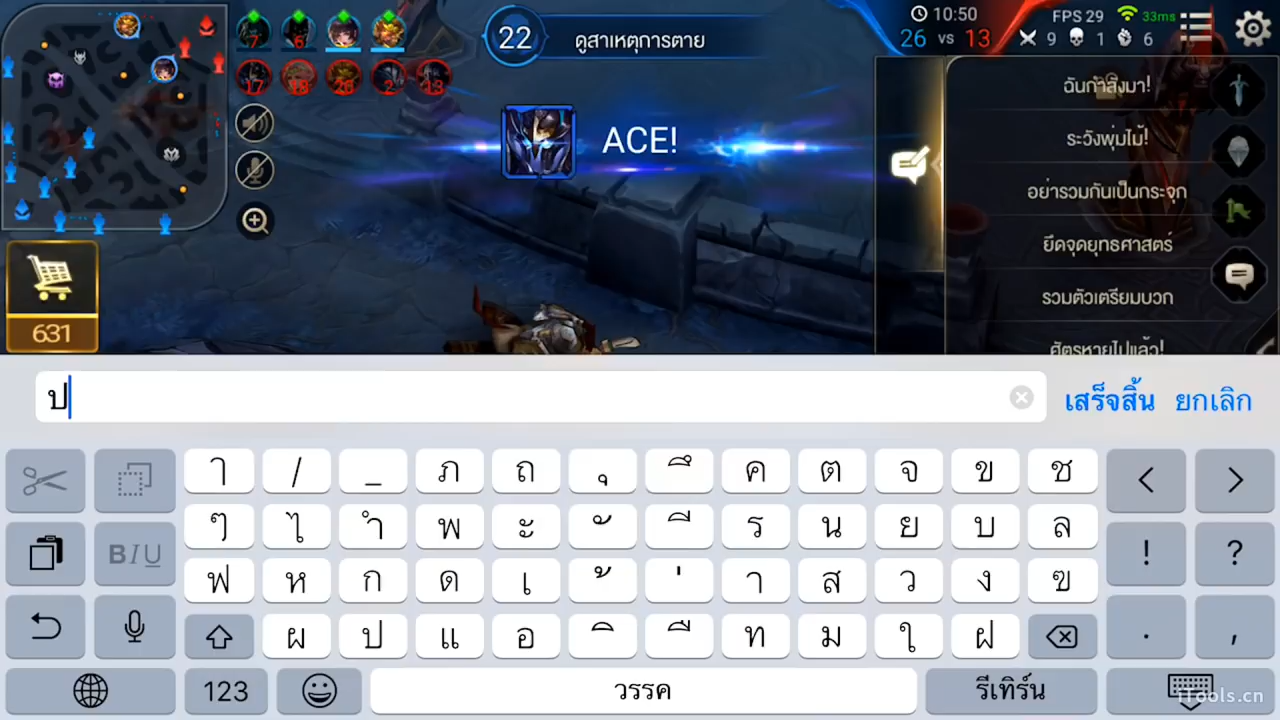 10:50
FPS 29
33ms
26 vs 13
9
1
6
7
6
17
19
26
2
13
22
ดูสาเหตุการตาย
ACE!
ฉันกำลังมา!
ระวังพุ่มไม้!
อย่ารวมกันเป็นกระจุก
ยึดจุดยุทธศาสตร์
รวมตัวเตรียมบวก
ศัตรูหายไปแล้ว!
631
ป
เสร็จสิ้น ยกเลิก
ๅ / _ ภ ถ ุ ึ ค ต จ ข ช < >
ๆ ไ ำ พ ะ ั ี ร น ย บ ล
BIU ! ?
ฟ ห ก ด เ ้ ่ า ส ว ง ฃ
ผ ป แ อ ิ ื ท ม ใ ฝ . ,
123 วรรค รีเทิร์น
iTools.cn